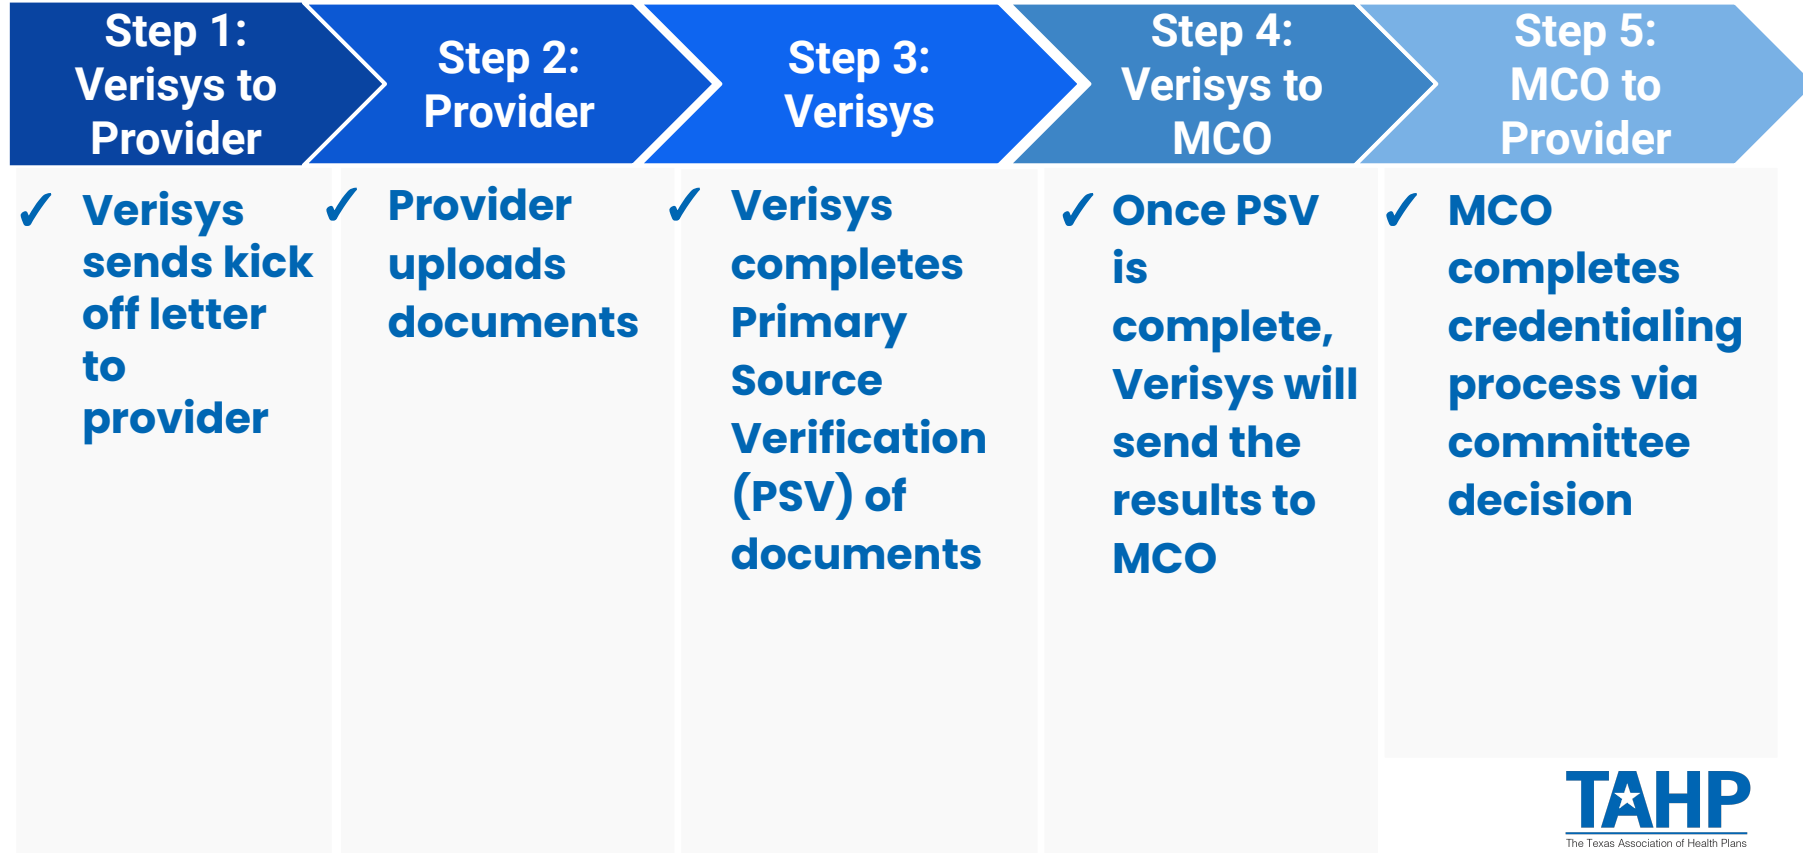 Step 1:
Verisys to
Provider
Step 2:
Provider
Step 3:
Verisys
Step 4:
Verisys to
MCO
Step 5:
MCO to
Provider
✓ Verisys
sends kick
off letter
to
provider
✓ Provider
uploads
documents
✓ Verisys
completes
Primary
Source
Verification
(PSV) of
documents
✓ Once PSV
is
complete,
Verisys will
send the
results to
MCO
✓ MCO
completes
credentialing
process via
committee
decision
TAHP
The Texas Association of Health Plans